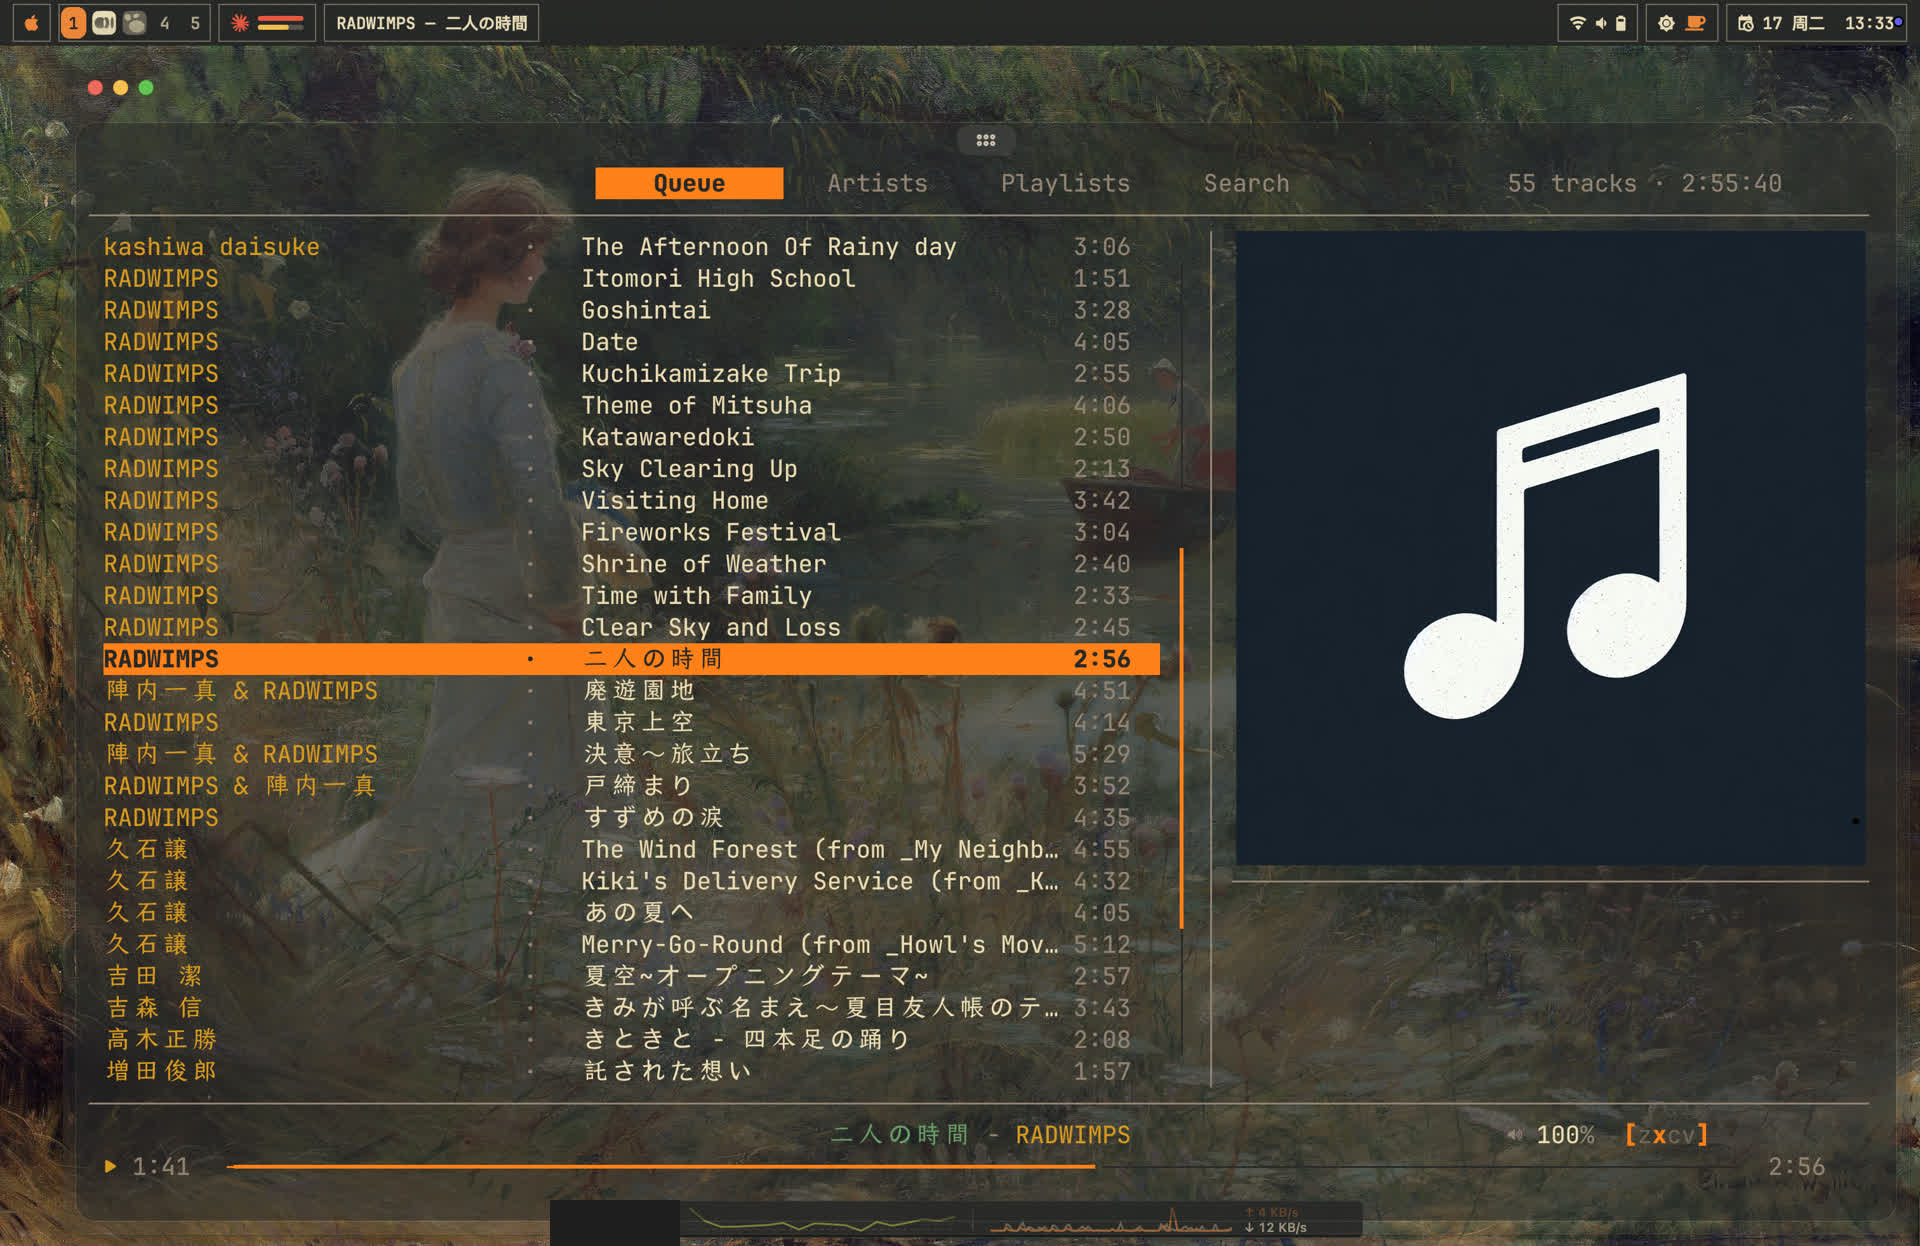 1 4 5 RADWIMPS – 二人の時間 17 周二 13:33
Queue Artists Playlists Search 55 tracks · 2:55:40
kashiwa daisuke · The Afternoon Of Rainy day 3:06
RADWIMPS · Itomori High School 1:51
RADWIMPS · Goshintai 3:28
RADWIMPS · Date 4:05
RADWIMPS · Kuchikamizake Trip 2:55
RADWIMPS · Theme of Mitsuha 4:06
RADWIMPS · Katawaredoki 2:50
RADWIMPS · Sky Clearing Up 2:13
RADWIMPS · Visiting Home 3:42
RADWIMPS · Fireworks Festival 3:04
RADWIMPS · Shrine of Weather 2:40
RADWIMPS · Time with Family 2:33
RADWIMPS · Clear Sky and Loss 2:45
RADWIMPS · 二人の時間 2:56
陣内一真 & RADWIMPS · 廃遊園地 4:51
RADWIMPS · 東京上空 4:14
陣内一真 & RADWIMPS · 決意〜旅立ち 5:29
RADWIMPS & 陣内一真 · 戸締まり 3:52
RADWIMPS · すずめの涙 4:35
久石譲 · The Wind Forest (from _My Neighb… 4:55
久石譲 · Kiki's Delivery Service (from _K… 4:32
久石譲 · あの夏へ 4:05
久石譲 · Merry-Go-Round (from _Howl's Mov… 5:12
吉田 潔 · 夏空~オープニングテーマ~ 2:57
吉森 信 · きみが呼ぶ名まえ〜夏目友人帳のテ… 3:43
高木正勝 · きときと - 四本足の踊り 2:08
増田俊郎 · 託された想い 1:57
二人の時間 - RADWIMPS 100% [zxcv]
1:41 2:56
↑ 4 KB/s
↓ 12 KB/s